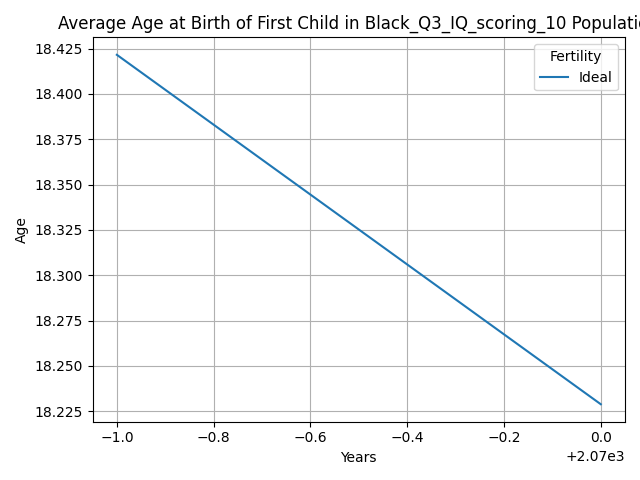 Average Age at Birth of First Child in Black_Q3_IQ_scoring_10 Populatio
18.425
18.400
18.375
18.350
18.325
18.300
18.275
18.250
18.225
Age
Fertility
Ideal
−1.0 −0.8 −0.6 −0.4 −0.2 0.0
Years +2.07e3